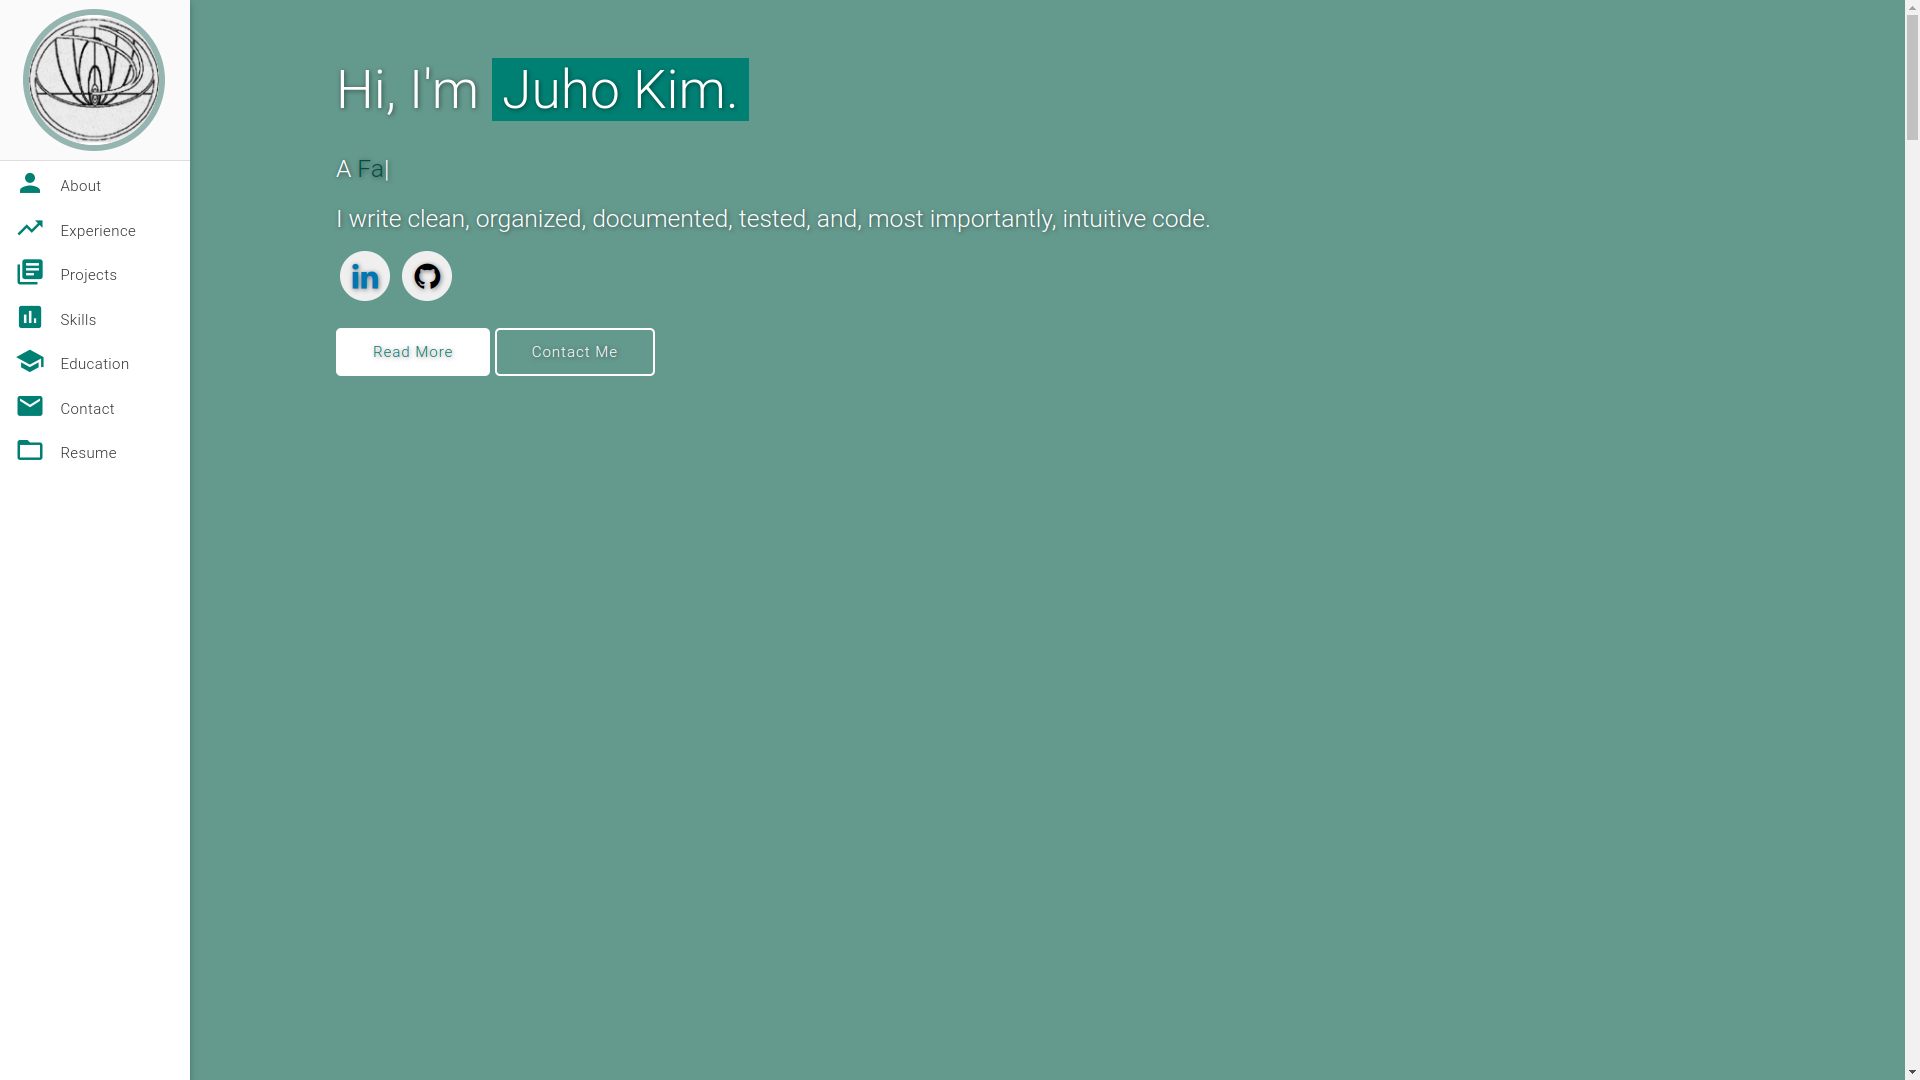 About
Experience
Projects
Skills
Education
Contact
Resume
Hi, I'm Juho Kim.
A Fa|
I write clean, organized, documented, tested, and, most importantly, intuitive code.
in
Read More
Contact Me